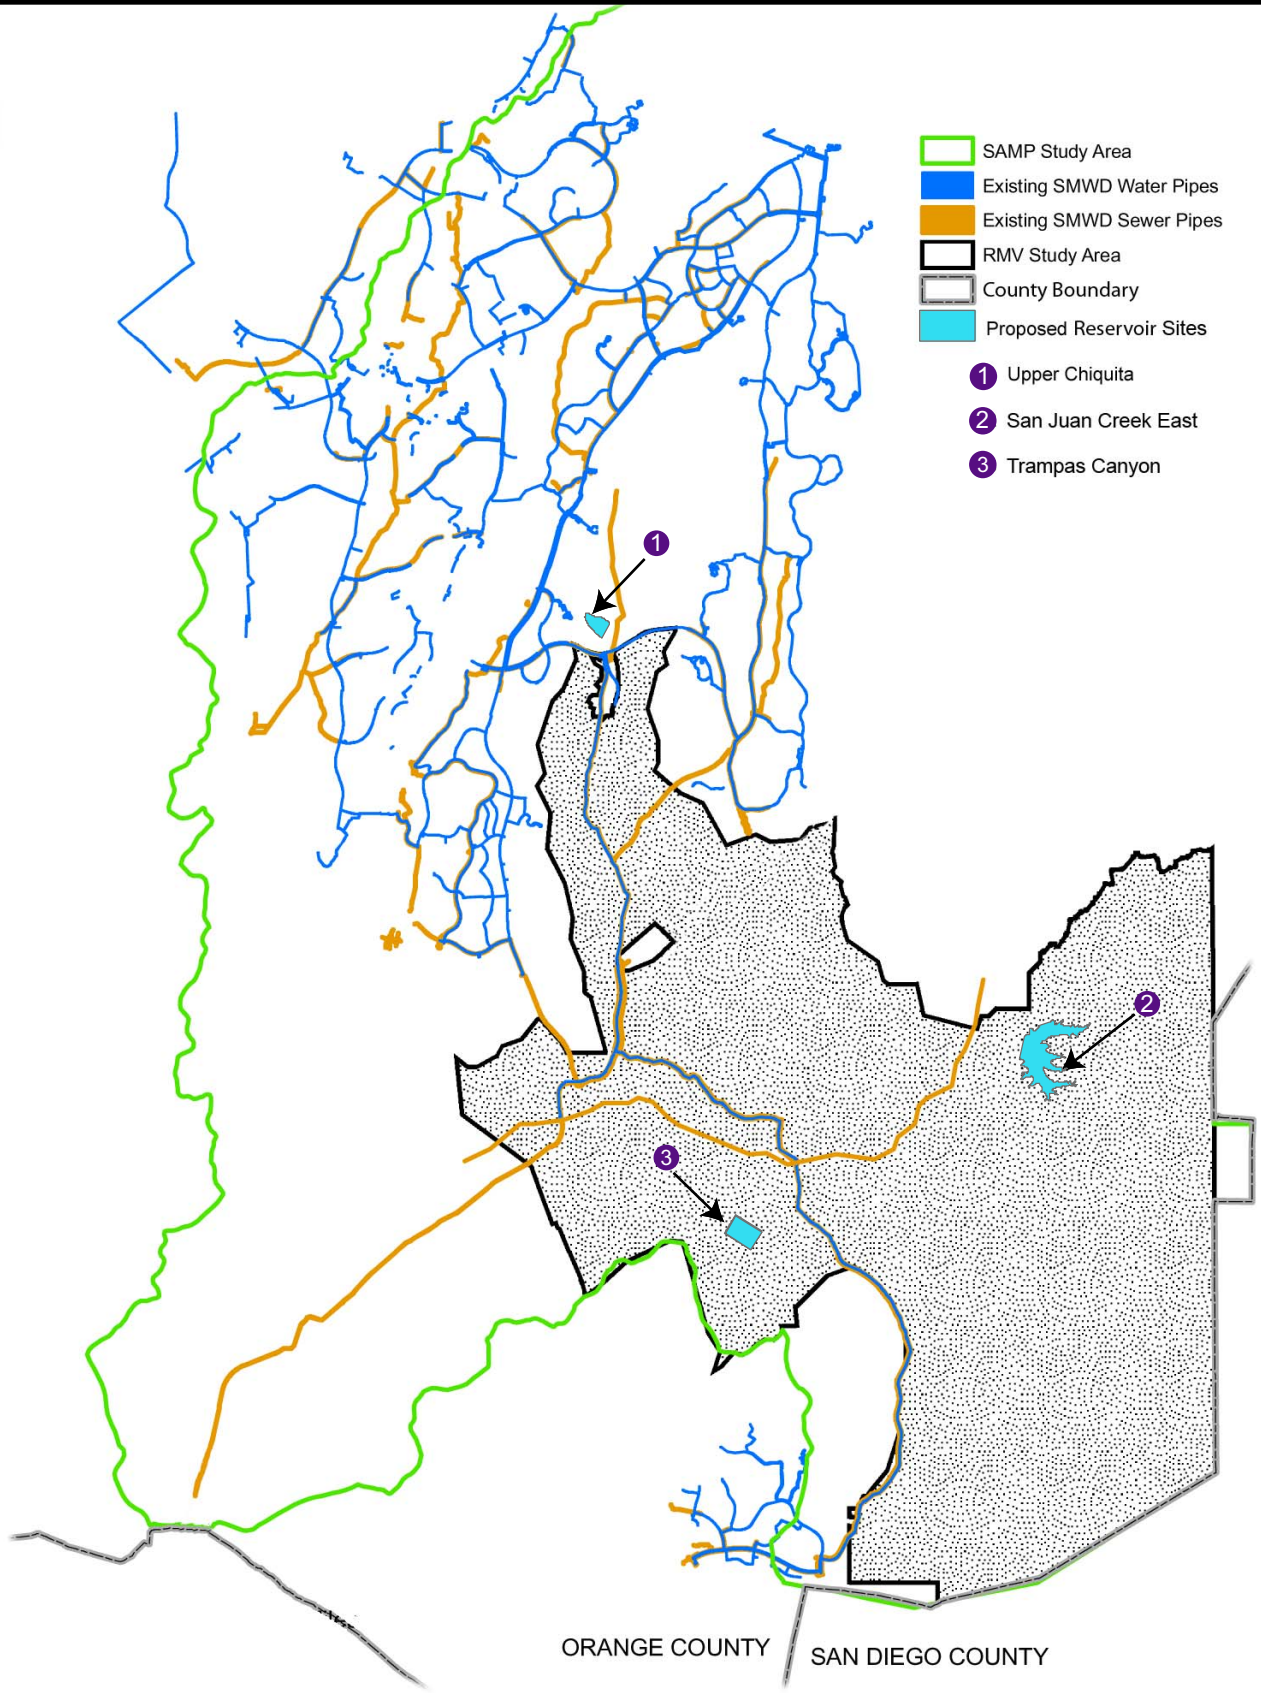 SAMP Study Area
Existing SMWD Water Pipes
Existing SMWD Sewer Pipes
RMV Study Area
County Boundary
Proposed Reservoir Sites
1 Upper Chiquita
2 San Juan Creek East
3 Trampas Canyon
1
2
3
ORANGE COUNTY
SAN DIEGO COUNTY